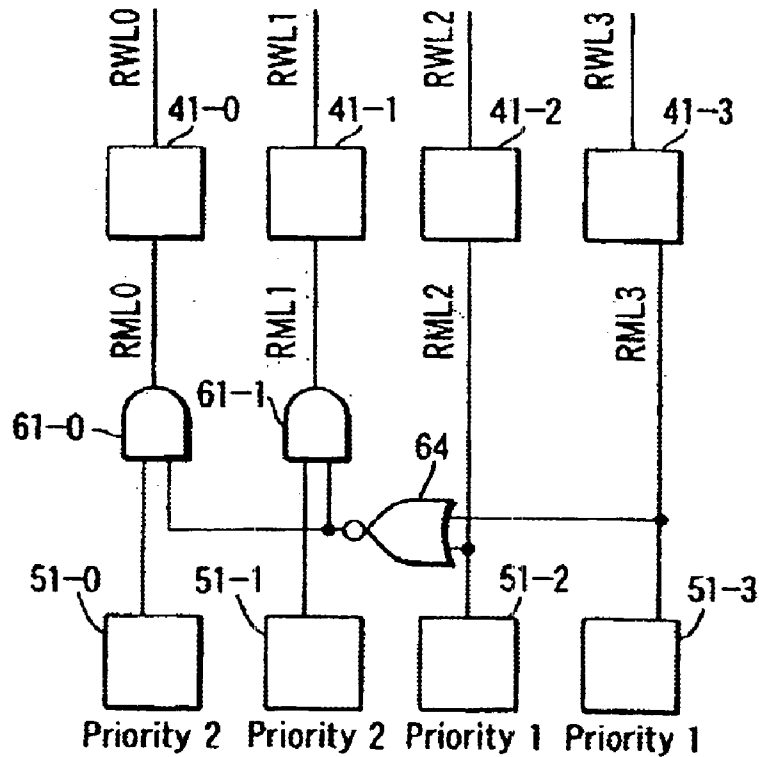 RWL0 RWL1 RWL2 RWL3
41-0 41-1 41-2 41-3
RML0 RML1 RML2 RML3
61-0 61-1 64
51-0 51-1 51-2 51-3
Priority 2 Priority 2 Priority 1 Priority 1